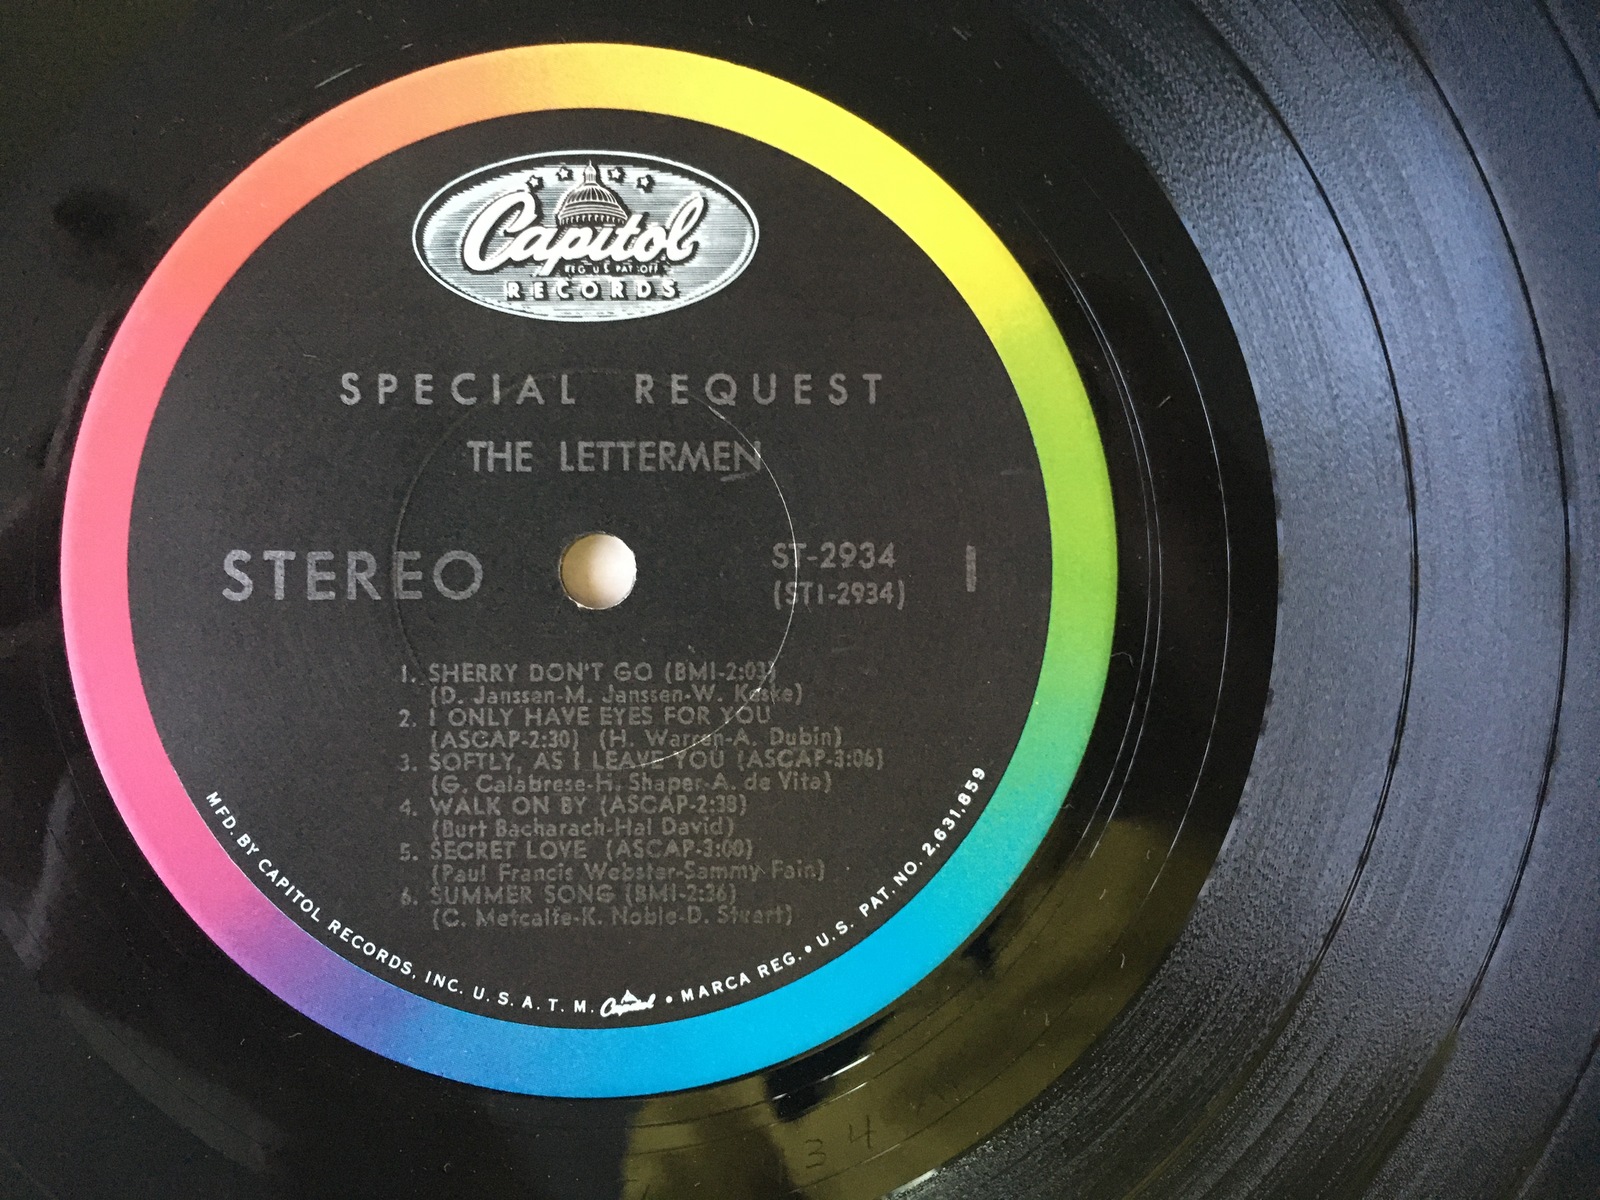 Capitol
REG U S PAT OFF
RECORDS
SPECIAL REQUEST
THE LETTERMEN
STEREO
ST-2934
(ST1-2934)
1
1. SHERRY DON'T GO (BMI-2:03)
(D. Janssen-M. Janssen-W. Kaske)
2. I ONLY HAVE EYES FOR YOU
(ASCAP-2:30) (H. Warren-A. Dubin)
3. SOFTLY, AS I LEAVE YOU (ASCAP-3:06)
(G. Calabrese-H. Shaper-A. de Vita)
4. WALK ON BY (ASCAP-2:38)
(Burt Bacharach-Hal David)
5. SECRET LOVE (ASCAP-3:00)
(Paul Francis Webster-Sammy Fain)
6. SUMMER SONG (BMI-2:36)
(C. Metcalfe-K. Noble-D. Stuart)
MFD. BY CAPITOL RECORDS, INC. U.S.A. T.M. Capitol • MARCA REG. • U.S. PAT. NO. 2,631,859
34